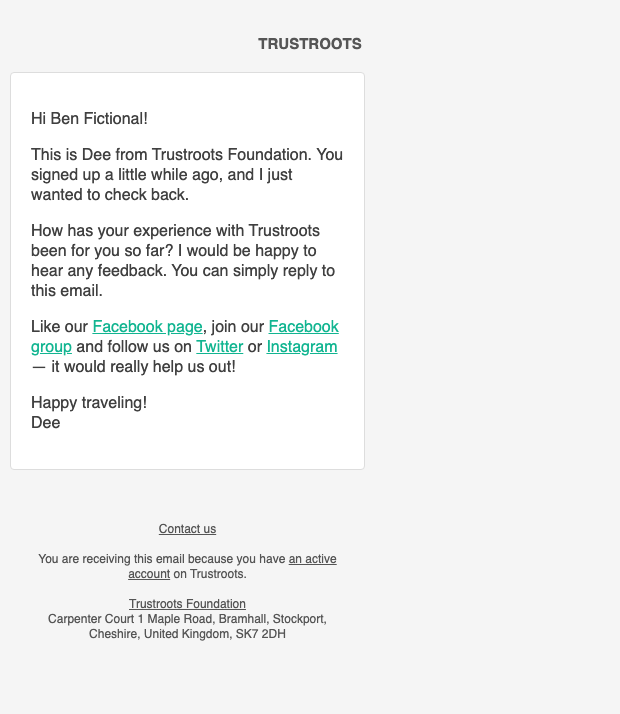 TRUSTROOTS
Hi Ben Fictional!
This is Dee from Trustroots Foundation. You
signed up a little while ago, and I just
wanted to check back.
How has your experience with Trustroots
been for you so far? I would be happy to
hear any feedback. You can simply reply to
this email.
Like our Facebook page, join our Facebook
group and follow us on Twitter or Instagram
— it would really help us out!
Happy traveling!
Dee
Contact us
You are receiving this email because you have an active
account on Trustroots.
Trustroots Foundation
Carpenter Court 1 Maple Road, Bramhall, Stockport,
Cheshire, United Kingdom, SK7 2DH